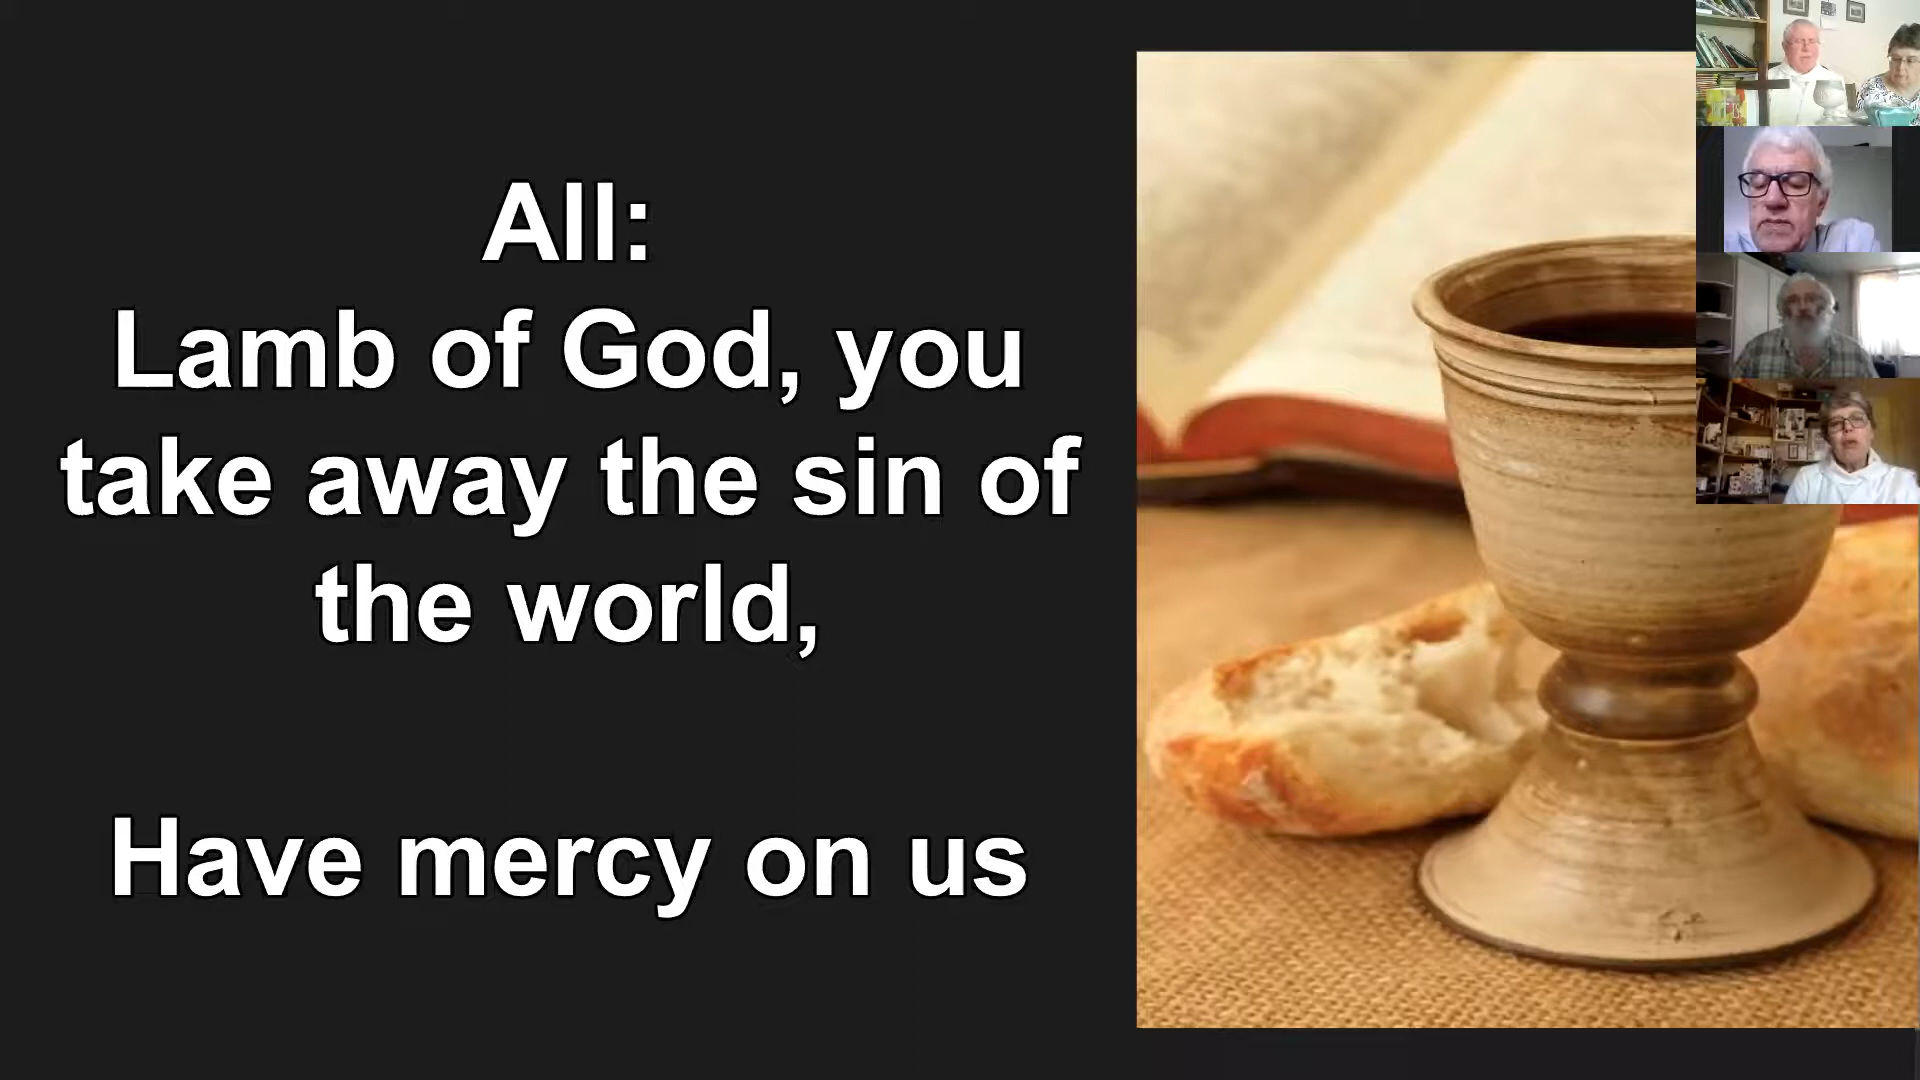 All:
Lamb of God, you
take away the sin of
the world,
Have mercy on us